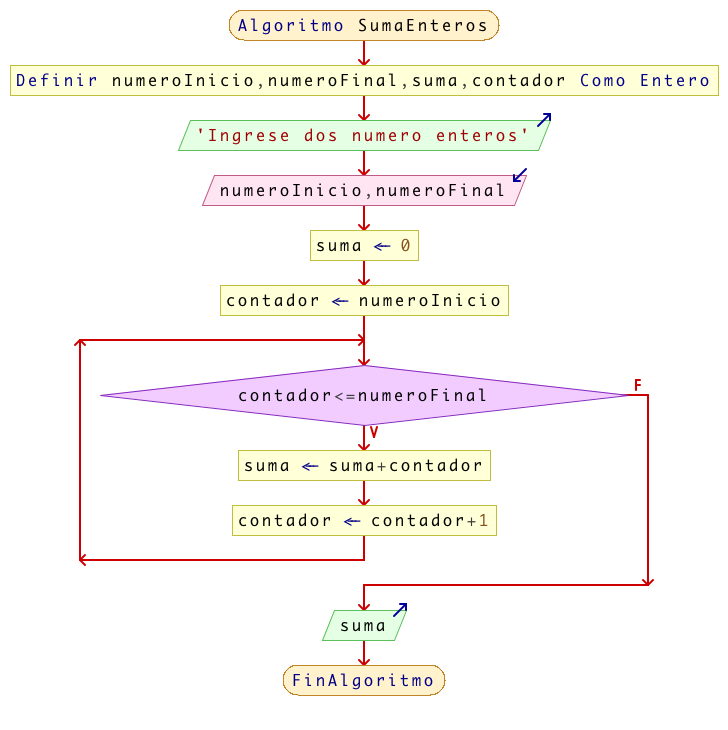 Algoritmo SumaEnteros
Definir numeroInicio,numeroFinal,suma,contador Como Entero
'Ingrese dos numero enteros'
numeroInicio,numeroFinal
suma ← 0
contador ← numeroInicio
contador<=numeroFinal
F
V
suma ← suma+contador
contador ← contador+1
suma
FinAlgoritmo